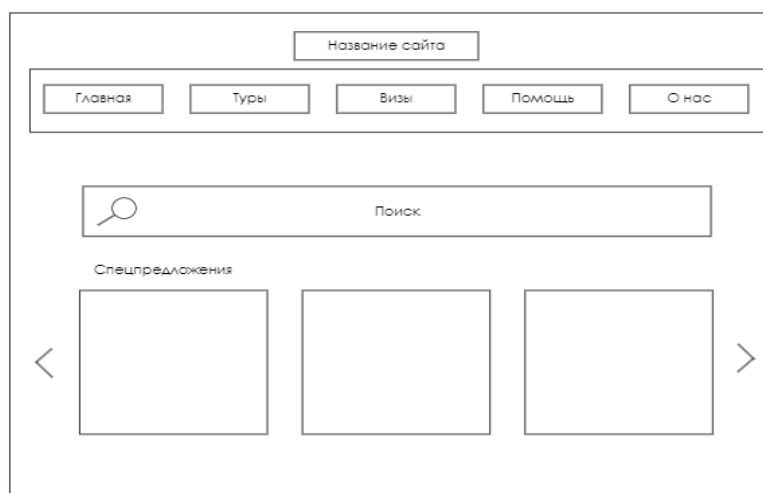 Название сайта
Главная Туры Визы Помощь О нас
Поиск
Спецпредложения